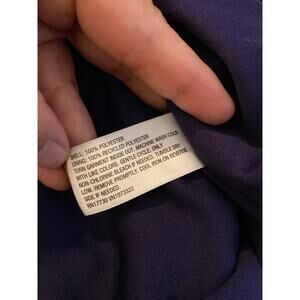 SHELL: 100% POLYESTER
LINING: 100% RECYCLED POLYESTER
TURN GARMENT INSIDE OUT. MACHINE WASH COLD
WITH LIKE COLORS. GENTLE CYCLE. ONLY
NON-CHLORINE BLEACH IF NEEDED. TUMBLE DRY
LOW. REMOVE PROMPTLY. COOL IRON ON REVERSE
SIDE IF NEEDED.
RN17730 VN1973322